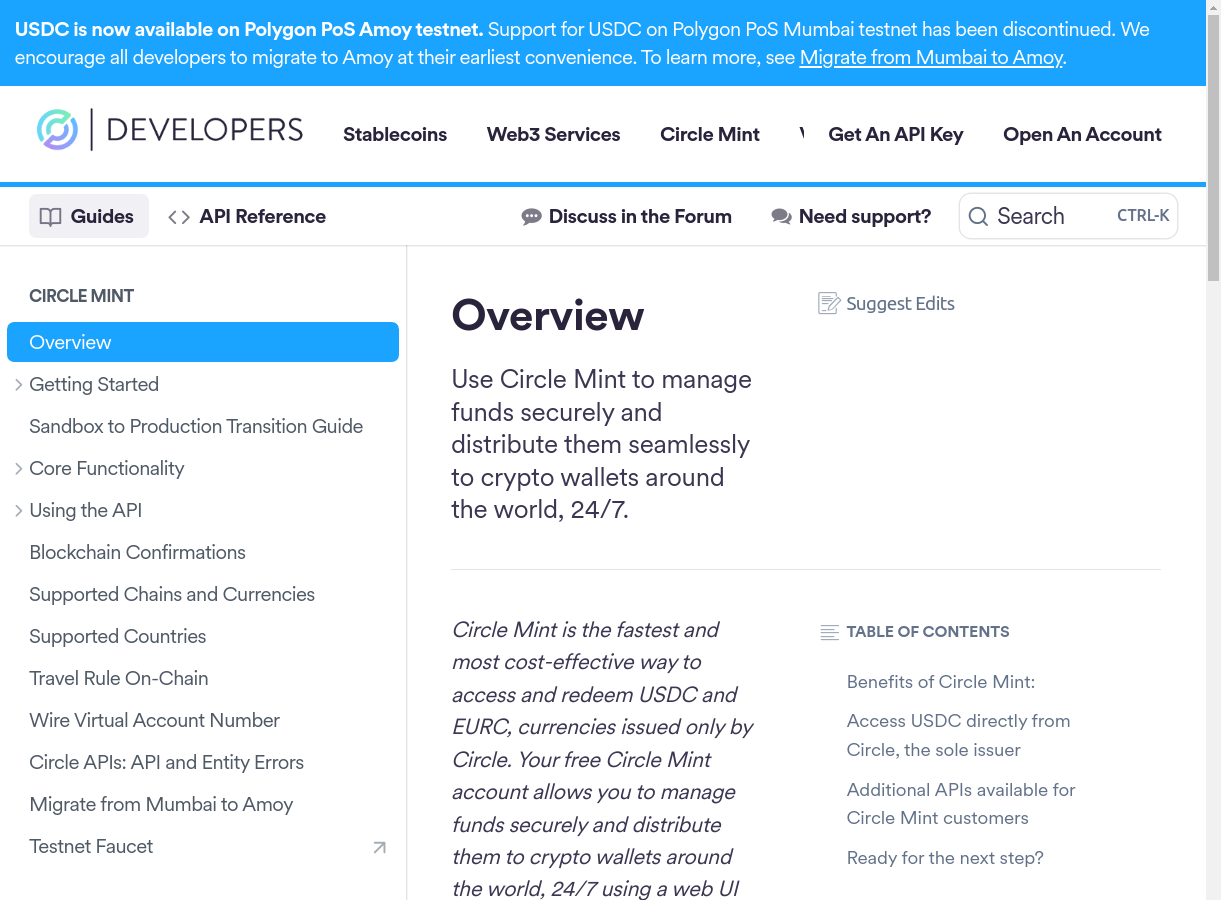 USDC is now available on Polygon PoS Amoy testnet. Support for USDC on Polygon PoS Mumbai testnet has been discontinued. We
encourage all developers to migrate to Amoy at their earliest convenience. To learn more, see Migrate from Mumbai to Amoy.
DEVELOPERS
Stablecoins
Web3 Services
Circle Mint
Get An API Key
Open An Account
Guides
API Reference
Discuss in the Forum
Need support?
Search
CTRL-K
CIRCLE MINT
Overview
Getting Started
Sandbox to Production Transition Guide
Core Functionality
Using the API
Blockchain Confirmations
Supported Chains and Currencies
Supported Countries
Travel Rule On-Chain
Wire Virtual Account Number
Circle APIs: API and Entity Errors
Migrate from Mumbai to Amoy
Testnet Faucet
Overview
Suggest Edits
Use Circle Mint to manage
funds securely and
distribute them seamlessly
to crypto wallets around
the world, 24/7.
Circle Mint is the fastest and
most cost-effective way to
access and redeem USDC and
EURC, currencies issued only by
Circle. Your free Circle Mint
account allows you to manage
funds securely and distribute
them to crypto wallets around
the world, 24/7 using a web UI
TABLE OF CONTENTS
Benefits of Circle Mint:
Access USDC directly from
Circle, the sole issuer
Additional APIs available for
Circle Mint customers
Ready for the next step?